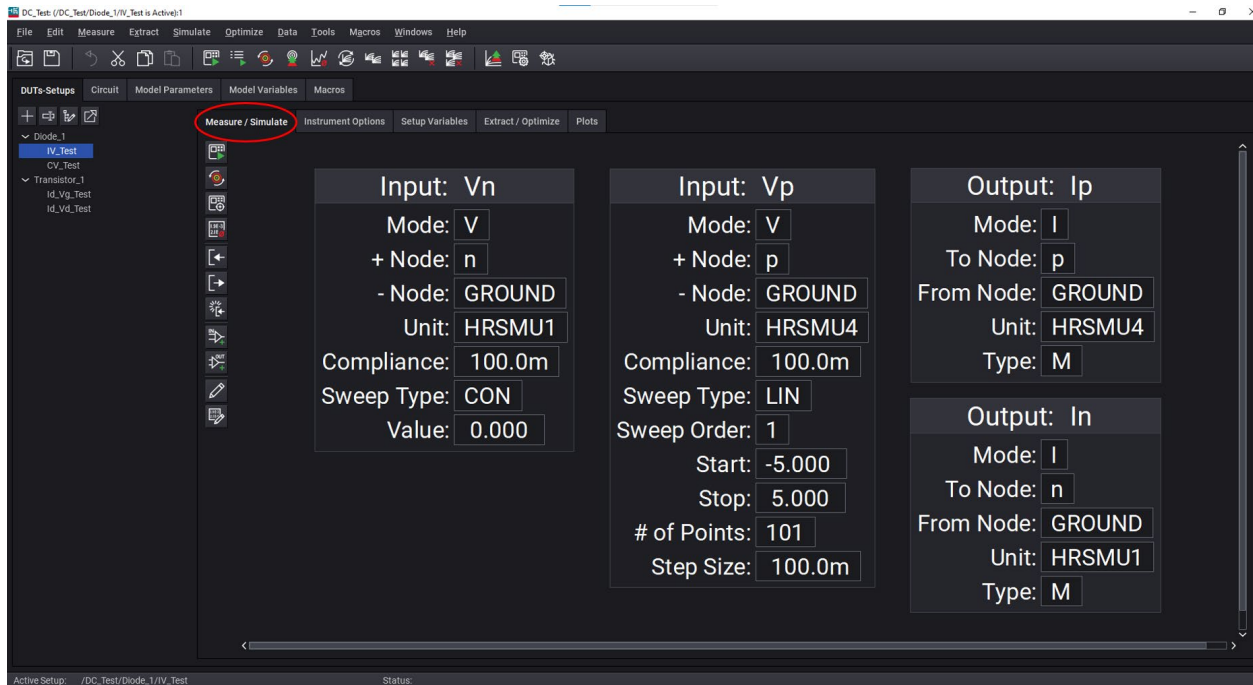 DC_Test: (/DC_Test/Diode_1/IV_Test is Active):1
File Edit Measure Extract Simulate Optimize Data Tools Macros Windows Help
DUTs-Setups Circuit Model Parameters Model Variables Macros
Measure / Simulate Instrument Options Setup Variables Extract / Optimize Plots
Diode_1
IV_Test
CV_Test
Transistor_1
Id_Vg_Test
Id_Vd_Test
Input: Vn
Mode: V
+ Node: n
- Node: GROUND
Unit: HRSMU1
Compliance: 100.0m
Sweep Type: CON
Value: 0.000
Input: Vp
Mode: V
+ Node: p
- Node: GROUND
Unit: HRSMU4
Compliance: 100.0m
Sweep Type: LIN
Sweep Order: 1
Start: -5.000
Stop: 5.000
# of Points: 101
Step Size: 100.0m
Output: Ip
Mode: I
To Node: p
From Node: GROUND
Unit: HRSMU4
Type: M
Output: In
Mode: I
To Node: n
From Node: GROUND
Unit: HRSMU1
Type: M
Active Setup: /DC_Test/Diode_1/IV_Test Status: